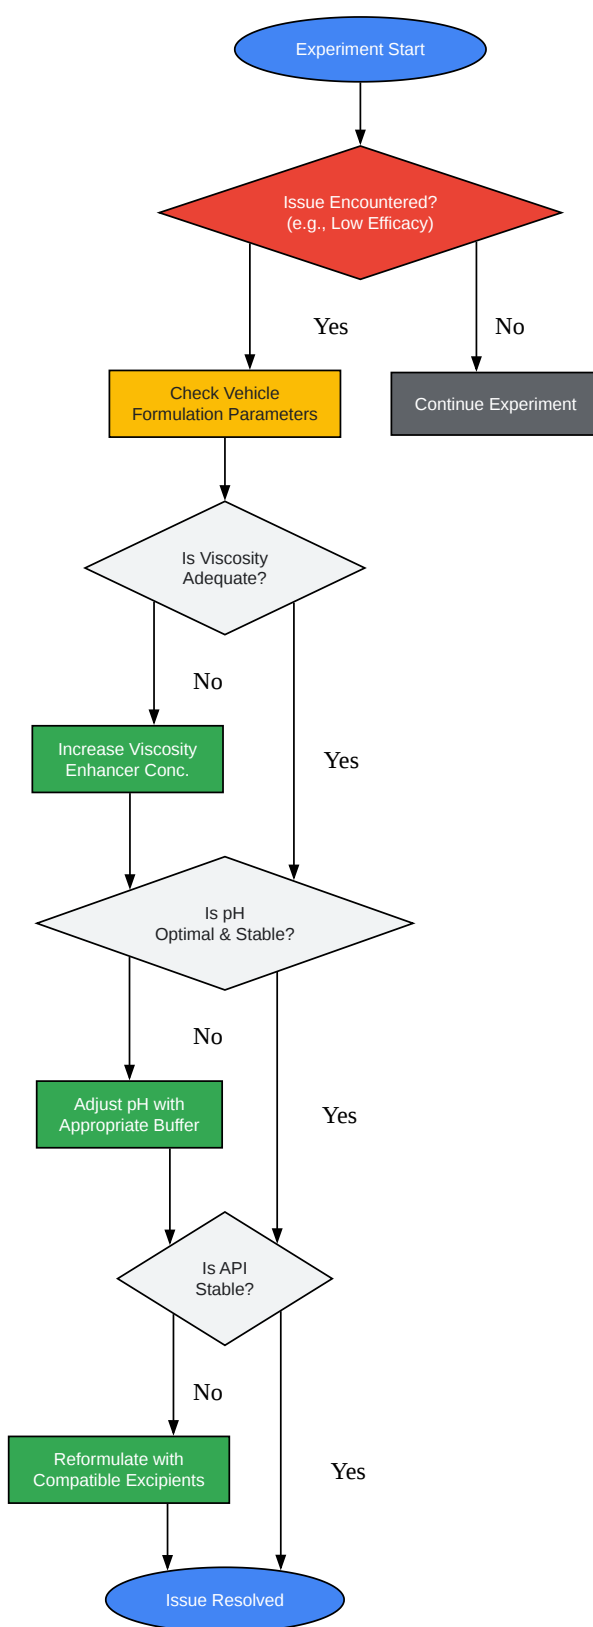 Experiment Start
Issue Encountered?
(e.g., Low Efficacy)
Yes
No
Check Vehicle
Formulation Parameters
Continue Experiment
Is Viscosity
Adequate?
No
Increase Viscosity
Enhancer Conc.
Yes
Is pH
Optimal & Stable?
No
Adjust pH with
Appropriate Buffer
Yes
Is API
Stable?
No
Reformulate with
Compatible Excipients
Yes
Issue Resolved